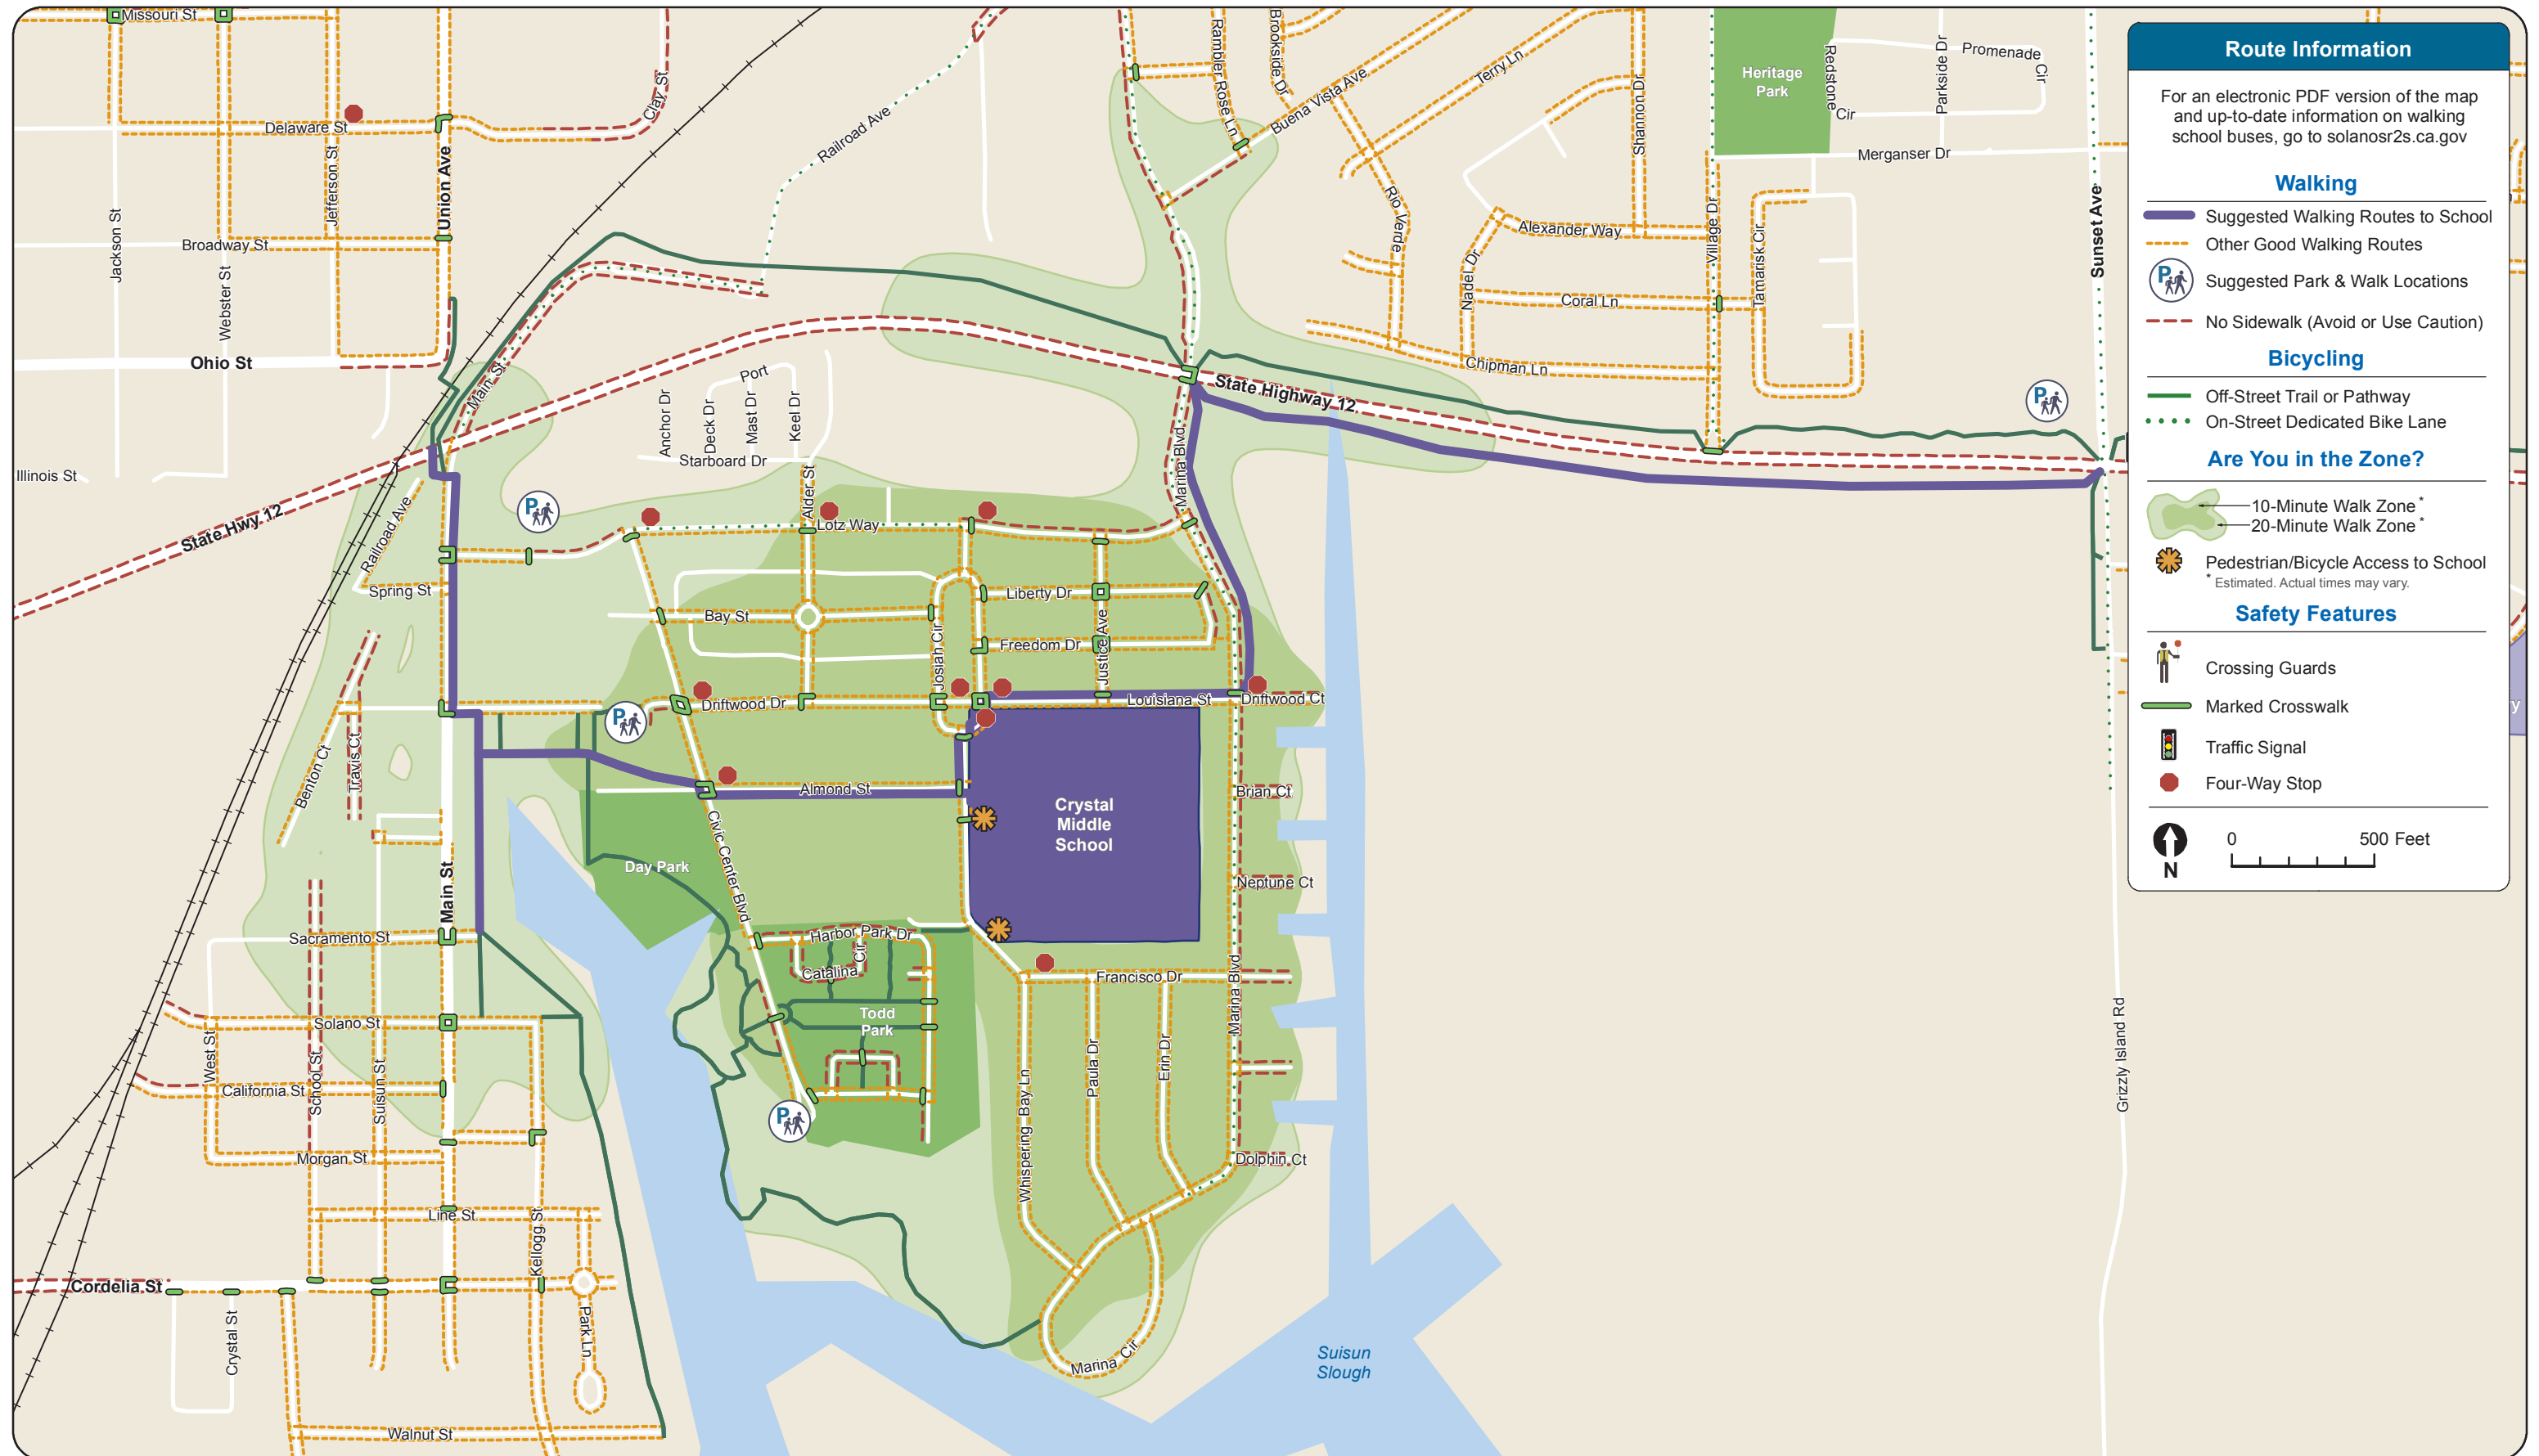 Missouri St
Delaware St
Clay St
Jefferson St
Union Ave
Jackson St
Broadway St
Webster St
Ohio St
Main St
Illinois St
State Hwy 12
Railroad Ave
Railroad Ave
Spring St
Port
Anchor Dr
Deck Dr
Mast Dr
Keel Dr
Starboard Dr
Alder St
Lotz Way
Bay St
Josiah Cir
Liberty Dr
Freedom Dr
Justice Ave
Driftwood Dr
Louisiana St
Driftwood Ct
Almond St
Civic Center Blvd
Crystal
Middle
School
Brian Ct
Neptune Ct
Day Park
Harbor Park Dr
Catalina
Cir
Todd
Park
Francisco Dr
Marina Blvd
Marina Blvd
Whispering Bay Ln
Paula Dr
Erin Dr
Dolphin Ct
Marina Cir
Benton Ct
Travis Ct
Main St
Sacramento St
Solano St
West St
School St
Suisun St
California St
Morgan St
Line St
Kellogg St
Cordelia St
Crystal St
Park Ln
Walnut St
Suisun
Slough
Rambler Rose Ln
Brookside Dr
Buena Vista Ave
Terry Ln
Shannon Dr
Rio Verde
Alexander Way
Nadel Dr
Coral Ln
Chipman Ln
Village Dr
Tamarisk Cir
State Highway 12
Heritage
Park
Redstone
Cir
Parkside Dr
Promenade
Cir
Merganser Dr
Sunset Ave
Grizzly Island Rd
P
P
P
P
y
Route Information
For an electronic PDF version of the map
and up-to-date information on walking
school buses, go to solanosr2s.ca.gov
Walking
Suggested Walking Routes to School
Other Good Walking Routes
P
Suggested Park & Walk Locations
No Sidewalk (Avoid or Use Caution)
Bicycling
Off-Street Trail or Pathway
On-Street Dedicated Bike Lane
Are You in the Zone?
10-Minute Walk Zone *
20-Minute Walk Zone *
Pedestrian/Bicycle Access to School
* Estimated. Actual times may vary.
Safety Features
Crossing Guards
Marked Crosswalk
Traffic Signal
Four-Way Stop
0 500 Feet
N